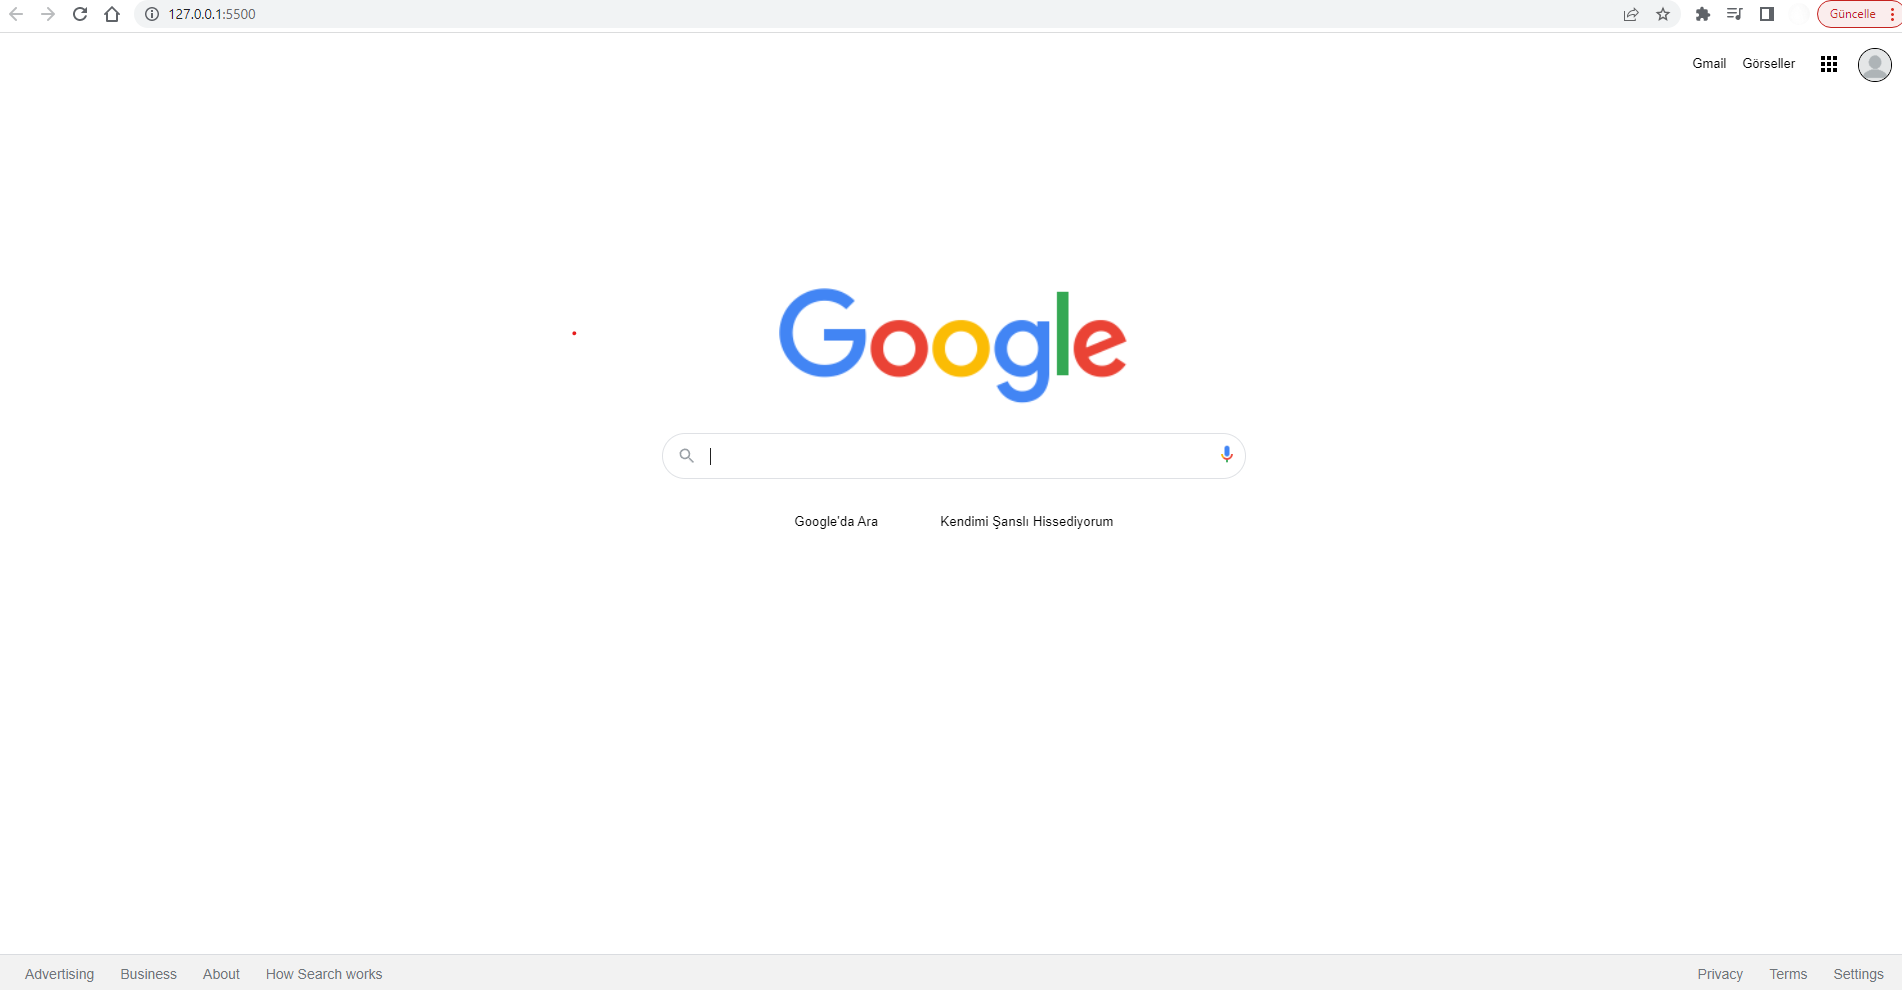 127.0.0.1:5500 Güncelle
Gmail Görseller
Google
Google'da Ara Kendimi Şanslı Hissediyorum
Advertising Business About How Search works Privacy Terms Settings